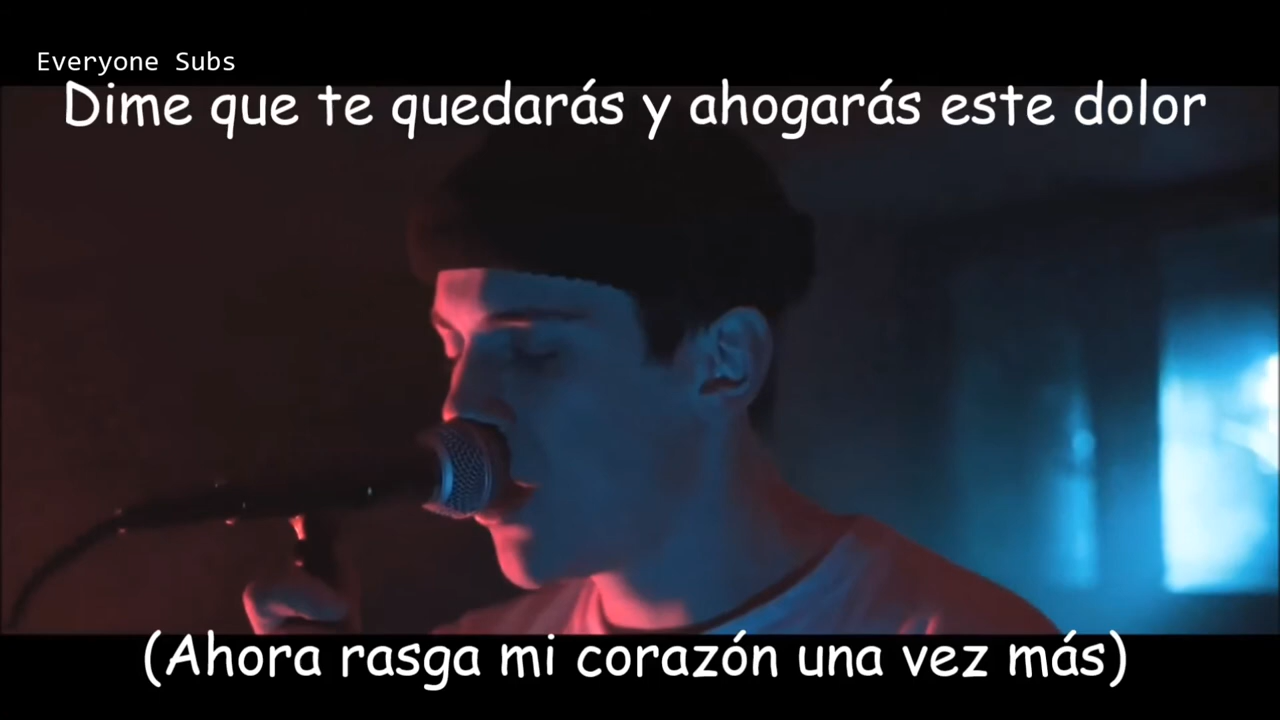 Everyone Subs
Dime que te quedarás y ahogarás este dolor
(Ahora rasga mi corazón una vez más)